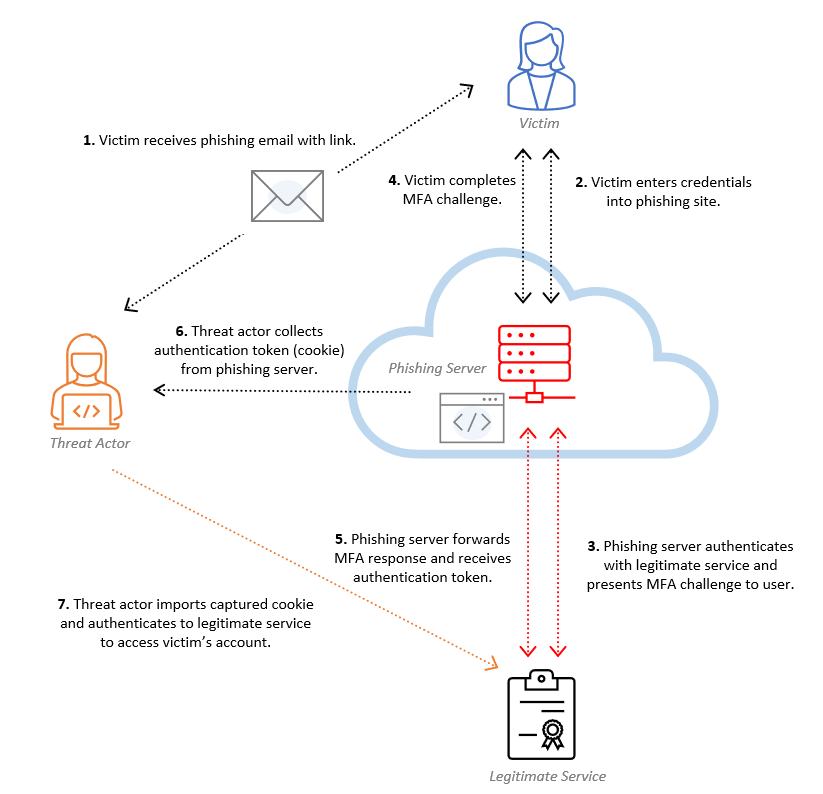 Victim
1. Victim receives phishing email with link.
4. Victim completes
MFA challenge.
2. Victim enters credentials
into phishing site.
6. Threat actor collects
authentication token (cookie)
from phishing server.
Phishing Server
</>
</>
Threat Actor
5. Phishing server forwards
MFA response and receives
authentication token.
3. Phishing server authenticates
with legitimate service and
presents MFA challenge to user.
7. Threat actor imports captured cookie
and authenticates to legitimate service
to access victim’s account.
Legitimate Service